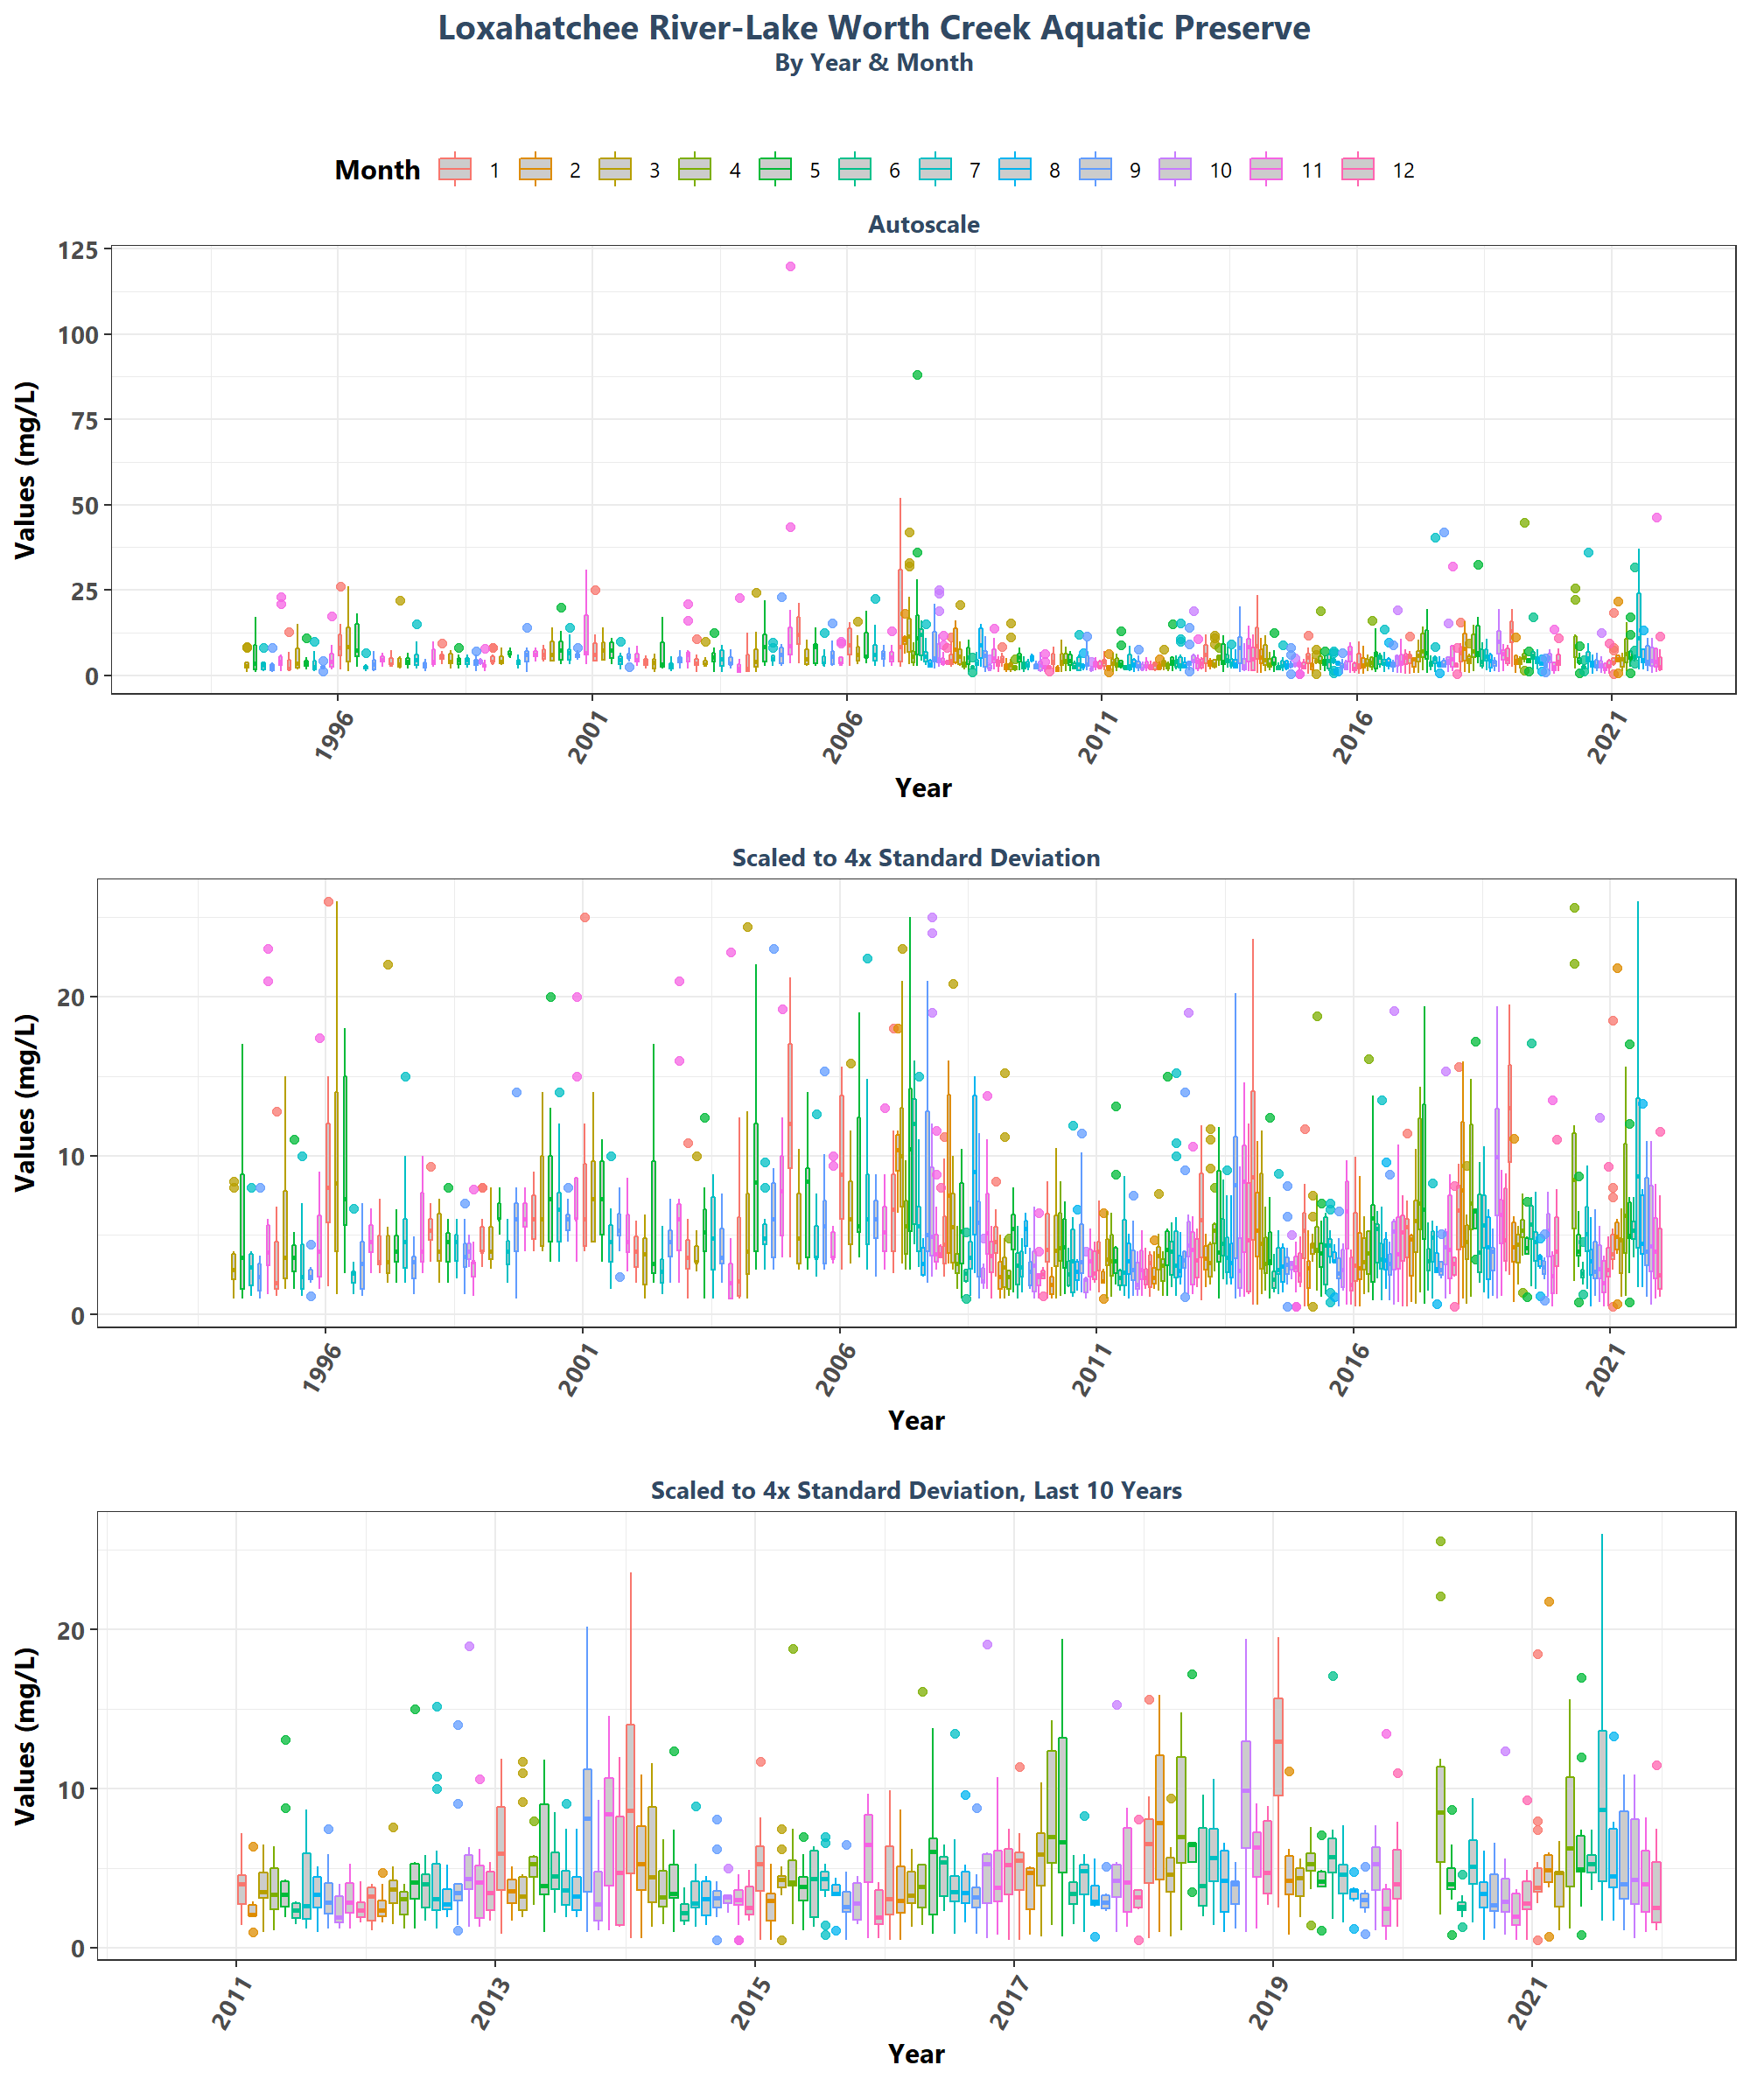 Loxahatchee River-Lake Worth Creek Aquatic Preserve
By Year & Month
Month 1 2 3 4 5 6 7 8 9 10 11 12
Autoscale
125
100
75
50
25
0
Values (mg/L)
1996 2001 2006 2011 2016 2021
Year
Scaled to 4x Standard Deviation
20
10
0
Values (mg/L)
1996 2001 2006 2011 2016 2021
Year
Scaled to 4x Standard Deviation, Last 10 Years
20
10
0
Values (mg/L)
2011 2013 2015 2017 2019 2021
Year